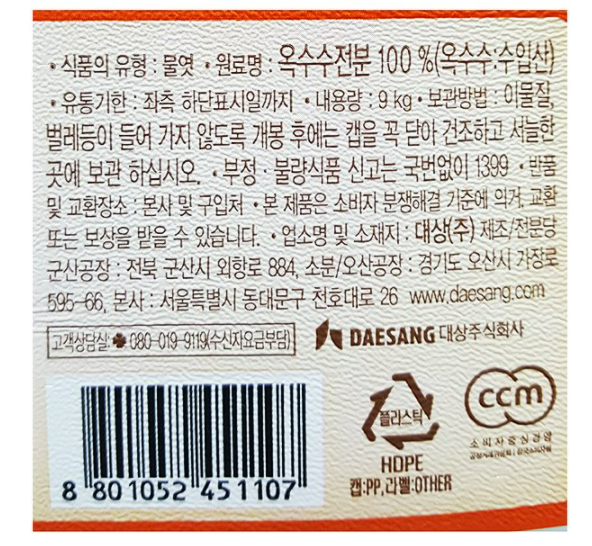 • 식품의 유형 : 물엿 • 원료명 : 옥수수전분 100 %(옥수수:수입산)
• 유통기한 : 좌측 하단표시일까지 • 내용량 : 9 kg • 보관방법 : 이물질,
벌레등이 들어 가지 않도록 개봉 후에는 캡을 꼭 닫아 건조하고 서늘한
곳에 보관 하십시오. • 부정 · 불량식품 신고는 국번없이 1399 • 반품
및 교환장소 : 본사 및 구입처 • 본 제품은 소비자 분쟁해결 기준에 의거, 교환
또는 보상을 받을 수 있습니다. • 업소명 및 소재지 : 대상(주) 제조/전분당
군산공장 : 전북 군산시 외항로 884, 소분/오산공장 : 경기도 오산시 가장로
595-66, 본사 : 서울특별시 동대문구 천호대로 26 www.daesang.com
고객상담실: 080-019-9119(수신자요금부담)
DAESANG 대상주식회사
플라스틱
HDPE
캡:PP,라벨:OTHER
ccm
소비자중심경영
8 801052 451107